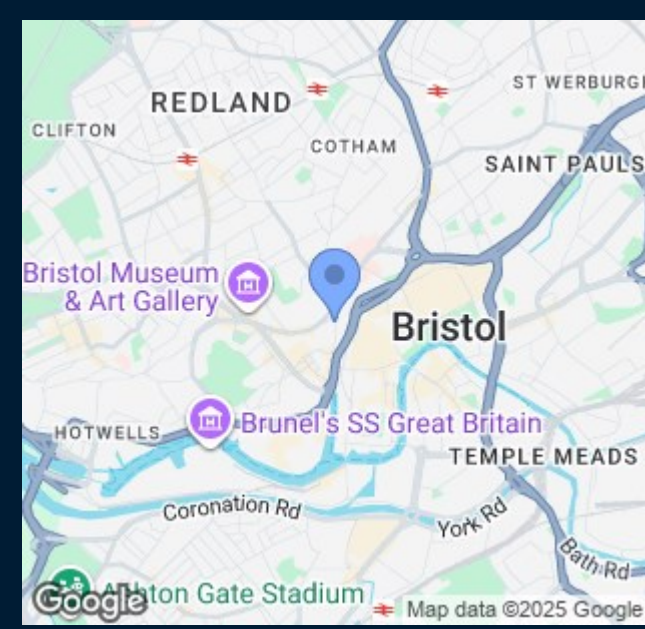 ST WERBURG
REDLAND
CLIFTON
COTHAM
SAINT PAULS
Bristol Museum
& Art Gallery
Bristol
Brunel's SS Great Britain
HOTWELLS
TEMPLE MEADS
Coronation Rd
York Rd
Bath Rd
Ashton Gate Stadium
Google
Map data ©2025 Google